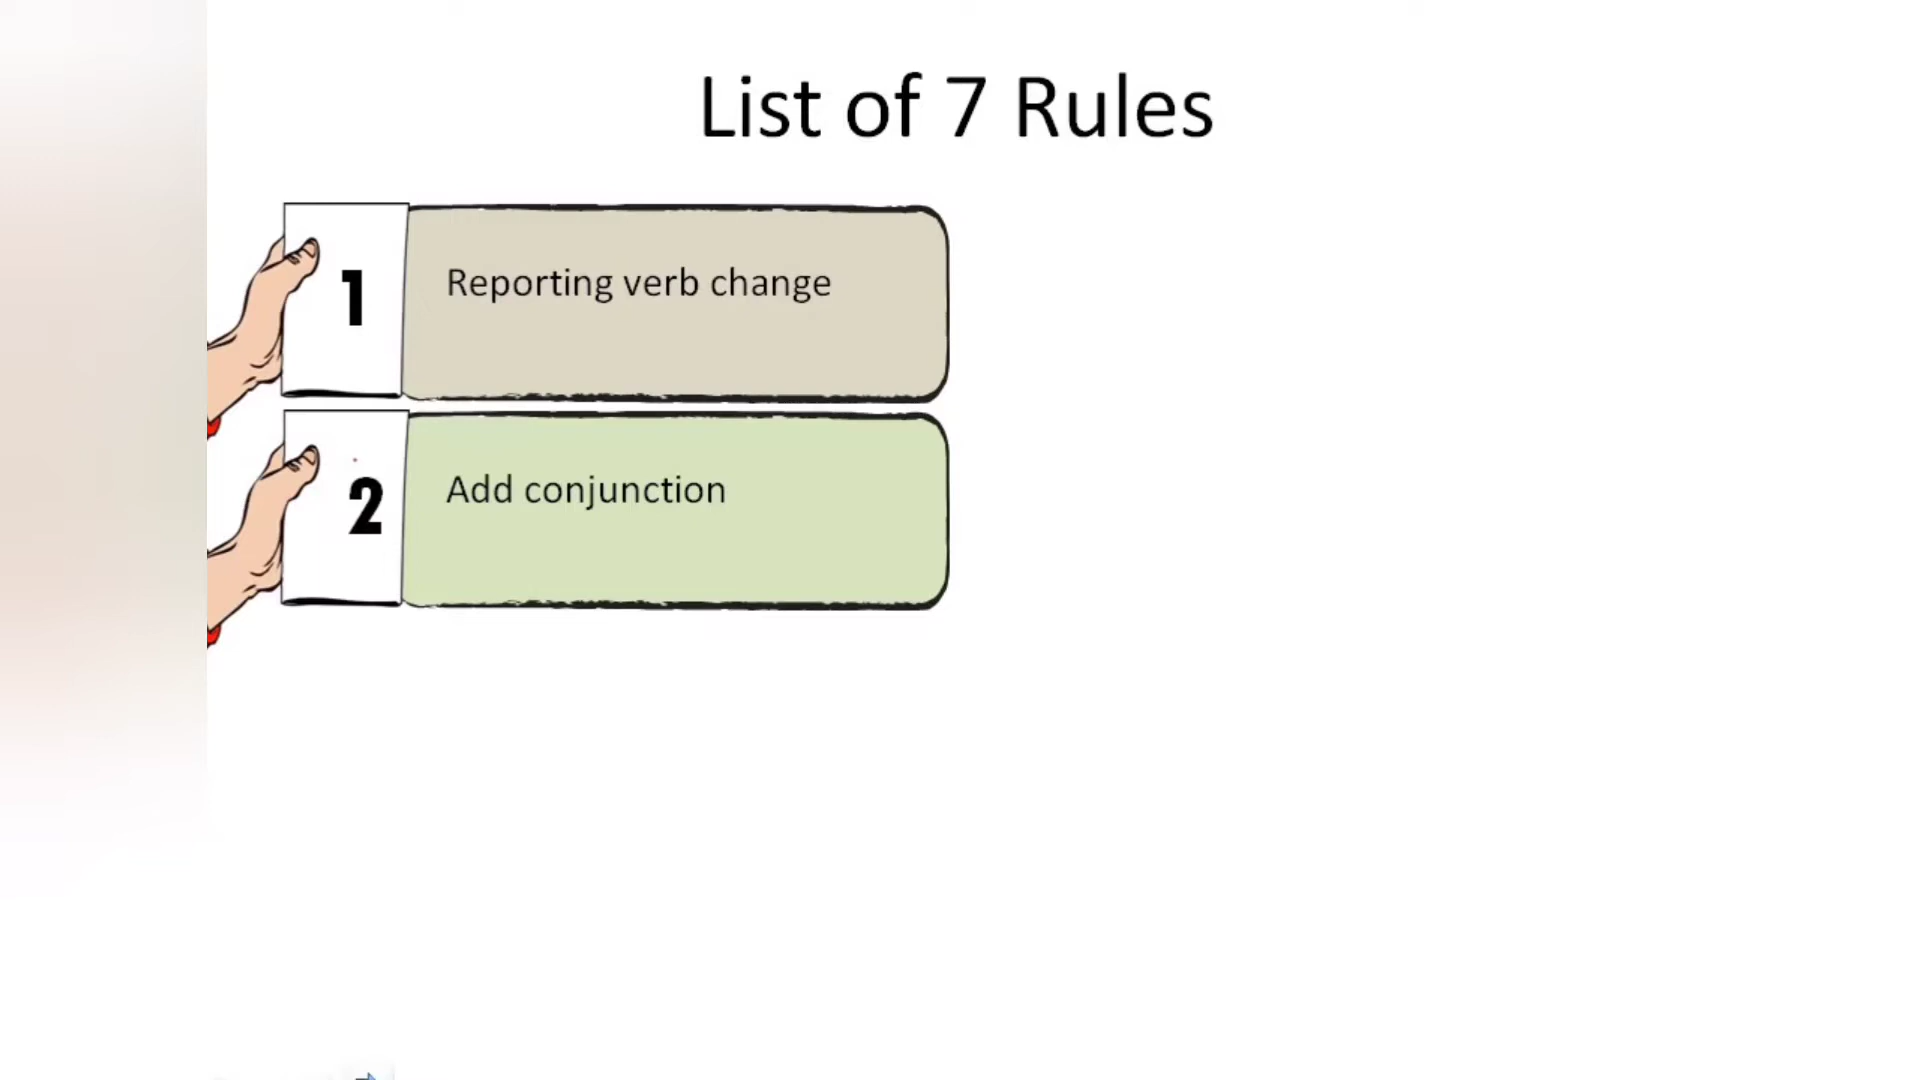 List of 7 Rules
1
Reporting verb change
2
Add conjunction